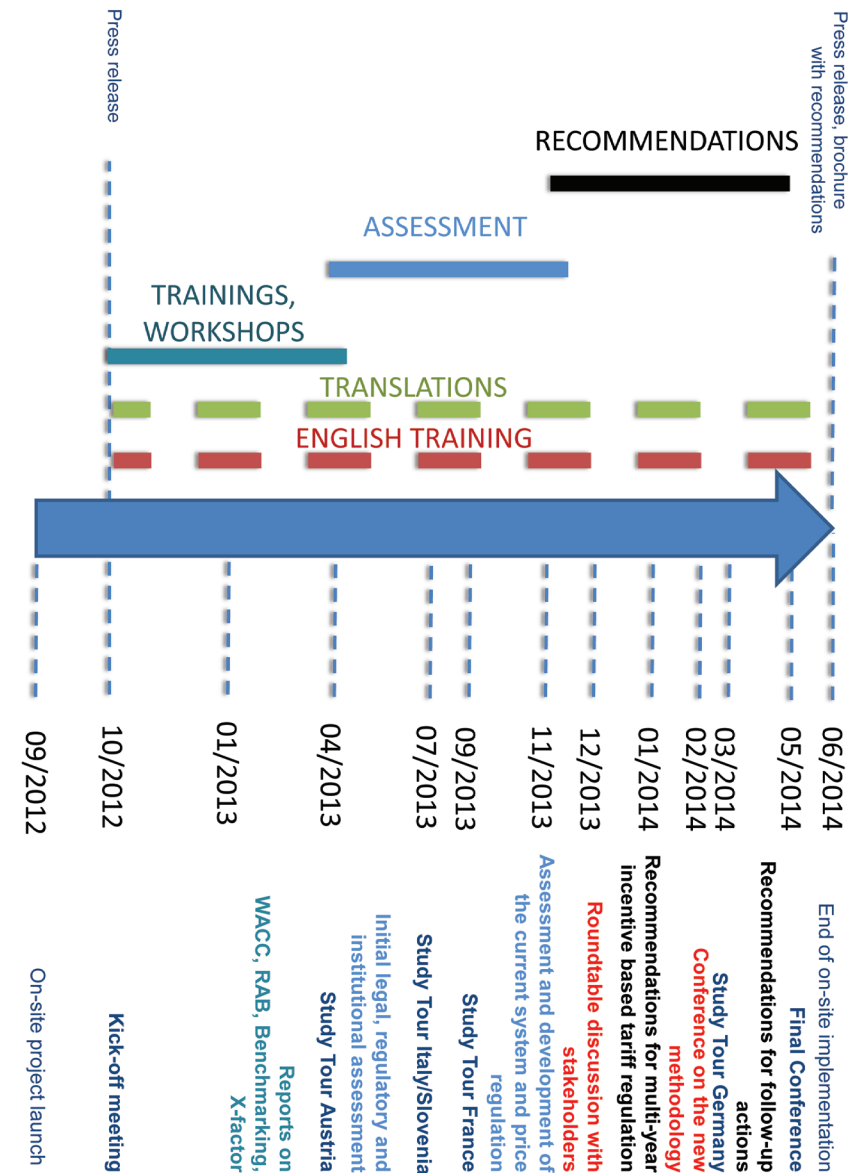 Press release
Press release, brochure
with recommendations
RECOMMENDATIONS
ASSESSMENT
TRAININGS,
WORKSHOPS
TRANSLATIONS
ENGLISH TRAINING
09/2012
10/2012
01/2013
04/2013
07/2013
09/2013
11/2013
12/2013
01/2014
02/2014
03/2014
05/2014
06/2014
On-site project launch
Kick-off meeting
Reports on
WACC, RAB, Benchmarking,
X-factor
Study Tour Austria
Initial legal, regulatory and
institutional assessment
Study Tour Italy/Slovenia
Study Tour France
Assessment and development of
the current system and price
regulation
Roundtable discussion with
stakeholders
Recommendations for multi-year
incentive based tariff regulation
Conference on the new
methodology
Study Tour Germany
Recommendations for follow-up
actions
Final Conference
End of on-site implementation